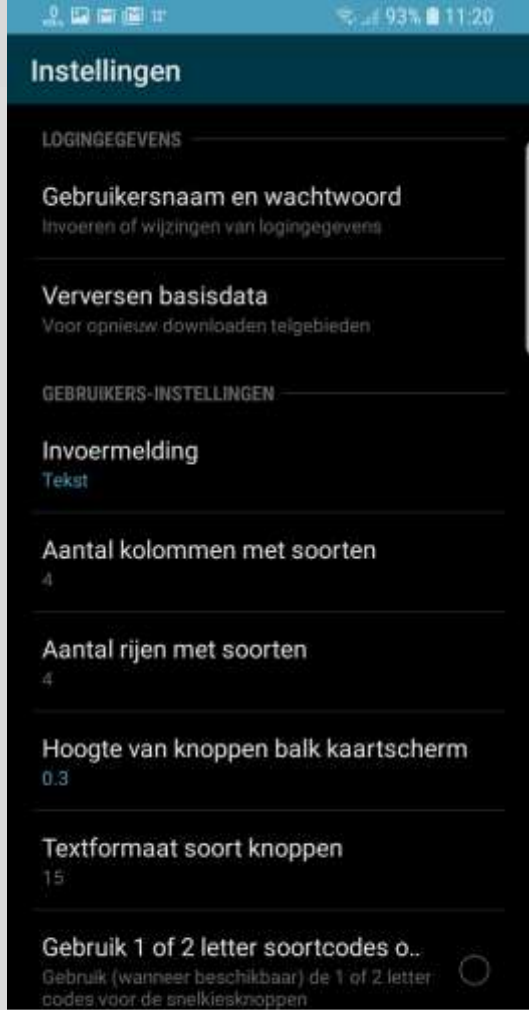 93% 11:20
Instellingen
LOGINGEGEVENS
Gebruikersnaam en wachtwoord
Invoeren of wijzingen van logingegevens
Verversen basisdata
Voor opnieuw downloaden telgebieden
GEBRUIKERS-INSTELLINGEN
Invoermelding
Tekst
Aantal kolommen met soorten
4
Aantal rijen met soorten
4
Hoogte van knoppen balk kaartscherm
0.3
Textformaat soort knoppen
15
Gebruik 1 of 2 letter soortcodes o..
Gebruik (wanneer beschikbaar) de 1 of 2 letter
codes voor de snelkiesknoppen